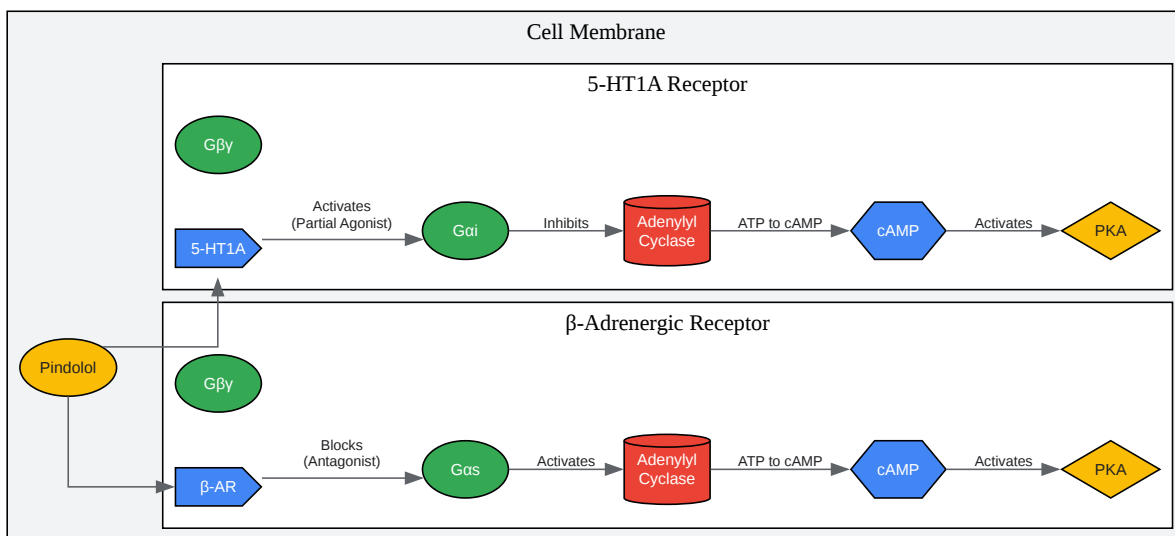 Cell Membrane
5-HT1A Receptor
Gβγ
Activates
(Partial Agonist)
5-HT1A
Gαi
Inhibits
Adenylyl
Cyclase
ATP to cAMP
cAMP
Activates
PKA
β-Adrenergic Receptor
Pindolol
Gβγ
Blocks
(Antagonist)
β-AR
Gαs
Activates
Adenylyl
Cyclase
ATP to cAMP
cAMP
Activates
PKA